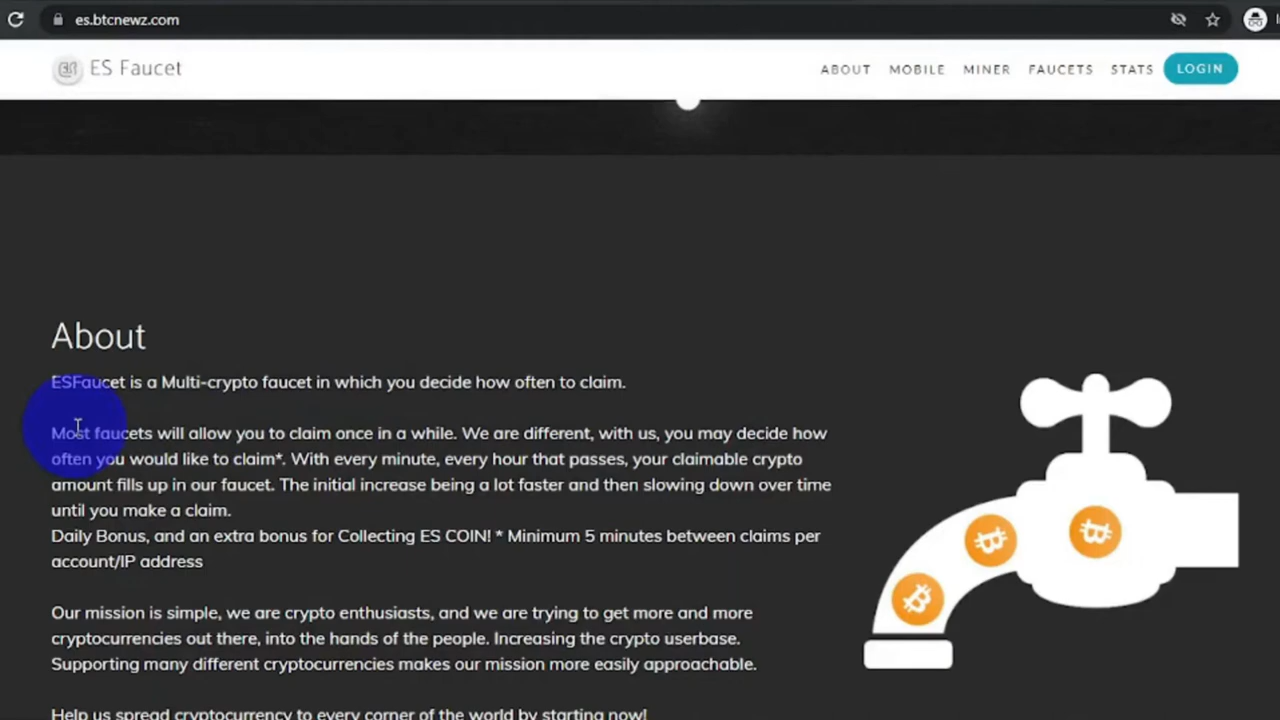 es.btcnewz.com
ES Faucet
ABOUT MOBILE MINER FAUCETS STATS LOGIN
About
ESFaucet is a Multi-crypto faucet in which you decide how often to claim.
Most faucets will allow you to claim once in a while. We are different, with us, you may decide how
often you would like to claim*. With every minute, every hour that passes, your claimable crypto
amount fills up in our faucet. The initial increase being a lot faster and then slowing down over time
until you make a claim.
Daily Bonus, and an extra bonus for Collecting ES COIN! * Minimum 5 minutes between claims per
account/IP address
Our mission is simple, we are crypto enthusiasts, and we are trying to get more and more
cryptocurrencies out there, into the hands of the people. Increasing the crypto userbase.
Supporting many different cryptocurrencies makes our mission more easily approachable.
Help us spread cryptocurrency to every corner of the world by starting now!